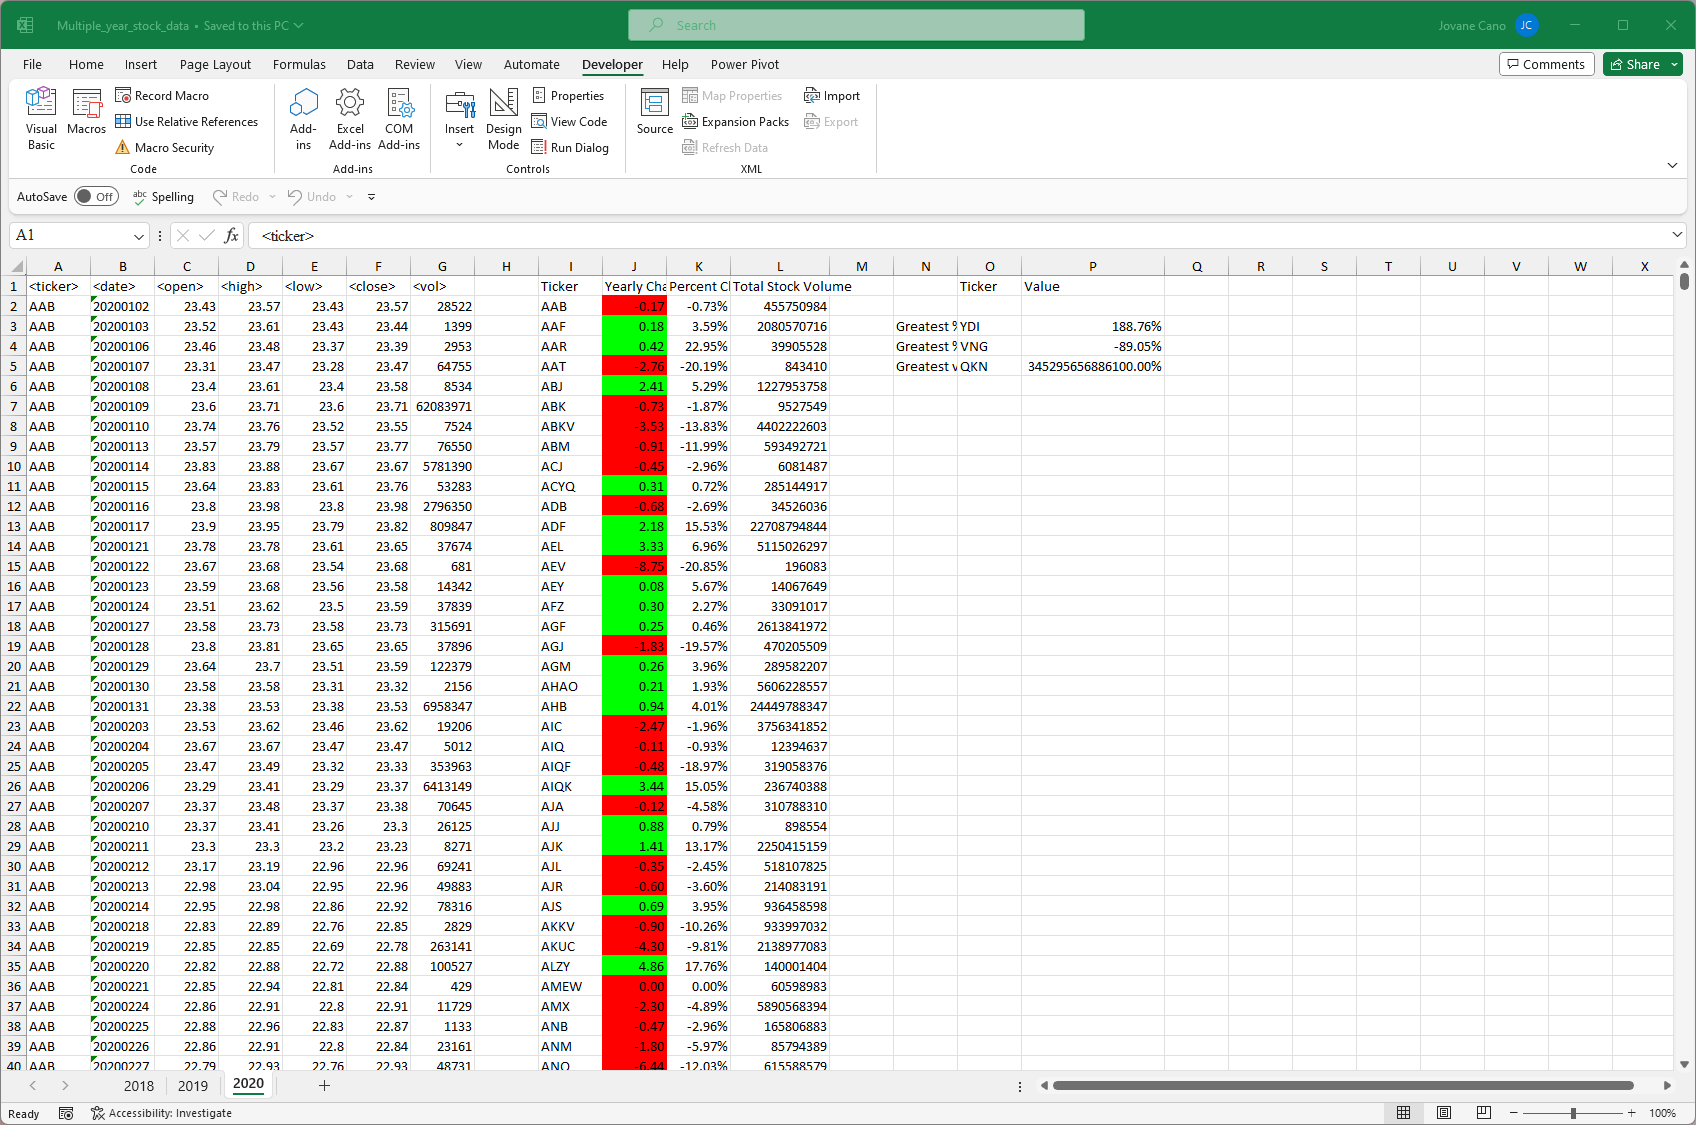 Multiple_year_stock_data • Saved to this PC
Search
Jovane Cano JC
File Home Insert Page Layout Formulas Data Review View Automate Developer Help Power Pivot Comments Share
Visual Basic
Macros
Record Macro
Use Relative References
Macro Security
Code
Add-ins
Excel Add-ins
COM Add-ins
Add-ins
Insert
Design Mode
Properties
View Code
Run Dialog
Controls
Source
Map Properties
Expansion Packs
Refresh Data
Import
Export
XML
AutoSave Off abc Spelling Redo Undo
A1 fx <ticker>
A B C D E F G H I J K L M N O P Q R S T U V W X
1 <ticker> <date> <open> <high> <low> <close> <vol> Ticker Yearly Cha Percent Cl Total Stock Volume Ticker Value
2 AAB 20200102 23.43 23.57 23.43 23.57 28522 AAB -0.17 -0.73% 455750984
3 AAB 20200103 23.52 23.61 23.43 23.44 1399 AAF 0.18 3.59% 2080570716 Greatest % YDI 188.76%
4 AAB 20200106 23.46 23.48 23.37 23.39 2953 AAR 0.42 22.95% 39905528 Greatest % VNG -89.05%
5 AAB 20200107 23.31 23.47 23.28 23.47 64755 AAT -2.76 -20.19% 843410 Greatest v QKN 345295656886100.00%
6 AAB 20200108 23.4 23.61 23.4 23.58 8534 ABJ 2.41 5.29% 1227953758
7 AAB 20200109 23.6 23.71 23.6 23.71 62083971 ABK -0.73 -1.87% 9527549
8 AAB 20200110 23.74 23.76 23.52 23.55 7524 ABKV -3.53 -13.83% 4402222603
9 AAB 20200113 23.57 23.79 23.57 23.77 76550 ABM -0.91 -11.99% 593492721
10 AAB 20200114 23.83 23.88 23.67 23.67 5781390 ACJ -0.45 -2.96% 6081487
11 AAB 20200115 23.64 23.83 23.61 23.76 53283 ACYQ 0.31 0.72% 285144917
12 AAB 20200116 23.8 23.98 23.8 23.98 2796350 ADB -0.68 -2.69% 34526036
13 AAB 20200117 23.9 23.95 23.79 23.82 809847 ADF 2.18 15.53% 22708794844
14 AAB 20200121 23.78 23.78 23.61 23.65 37674 AEL 3.33 6.96% 5115026297
15 AAB 20200122 23.67 23.68 23.54 23.68 681 AEV -8.75 -20.85% 196083
16 AAB 20200123 23.59 23.68 23.56 23.58 14342 AEY 0.08 5.67% 14067649
17 AAB 20200124 23.51 23.62 23.5 23.59 37839 AFZ 0.30 2.27% 33091017
18 AAB 20200127 23.58 23.73 23.58 23.73 315691 AGF 0.25 0.46% 2613841972
19 AAB 20200128 23.8 23.81 23.65 23.65 37896 AGJ -1.83 -19.57% 470205509
20 AAB 20200129 23.64 23.7 23.51 23.59 122379 AGM 0.26 3.96% 289582207
21 AAB 20200130 23.58 23.58 23.31 23.32 2156 AHAO 0.21 1.93% 5606228557
22 AAB 20200131 23.38 23.53 23.38 23.53 6958347 AHB 0.94 4.01% 24449788347
23 AAB 20200203 23.53 23.62 23.46 23.62 19206 AIC -2.47 -1.96% 3756341852
24 AAB 20200204 23.67 23.67 23.47 23.47 5012 AIQ -0.11 -0.93% 12394637
25 AAB 20200205 23.47 23.49 23.32 23.33 353963 AIQF -0.48 -18.97% 319058376
26 AAB 20200206 23.29 23.41 23.29 23.37 6413149 AIQK 3.44 15.05% 236740388
27 AAB 20200207 23.37 23.48 23.37 23.38 70645 AJA -0.12 -4.58% 310788310
28 AAB 20200210 23.37 23.41 23.26 23.3 26125 AJJ 0.88 0.79% 898554
29 AAB 20200211 23.3 23.3 23.2 23.23 8271 AJK 1.41 13.17% 2250415159
30 AAB 20200212 23.17 23.19 22.96 22.96 69241 AJL -0.35 -2.45% 518107825
31 AAB 20200213 22.98 23.04 22.95 22.96 49883 AJR -0.60 -3.60% 214083191
32 AAB 20200214 22.95 22.98 22.86 22.92 78316 AJS 0.69 3.95% 936458598
33 AAB 20200218 22.83 22.89 22.76 22.85 2829 AKKV -0.90 -10.26% 933997032
34 AAB 20200219 22.85 22.85 22.69 22.78 263141 AKUC -4.30 -9.81% 2138977083
35 AAB 20200220 22.82 22.88 22.72 22.88 100527 ALZY 4.86 17.76% 140001404
36 AAB 20200221 22.85 22.94 22.81 22.84 429 AMEW 0.00 0.00% 60598983
37 AAB 20200224 22.86 22.91 22.8 22.91 11729 AMX -2.30 -4.89% 5890568394
38 AAB 20200225 22.88 22.96 22.83 22.87 1133 ANB -0.47 -2.96% 165806883
39 AAB 20200226 22.86 22.91 22.8 22.84 23161 ANM -1.80 -5.97% 85794389
40 AAB 20200227 22.79 22.93 22.76 22.93 48731 ANO -6.44 -12.03% 615588579
2018 2019 2020
Ready Accessibility: Investigate 100%